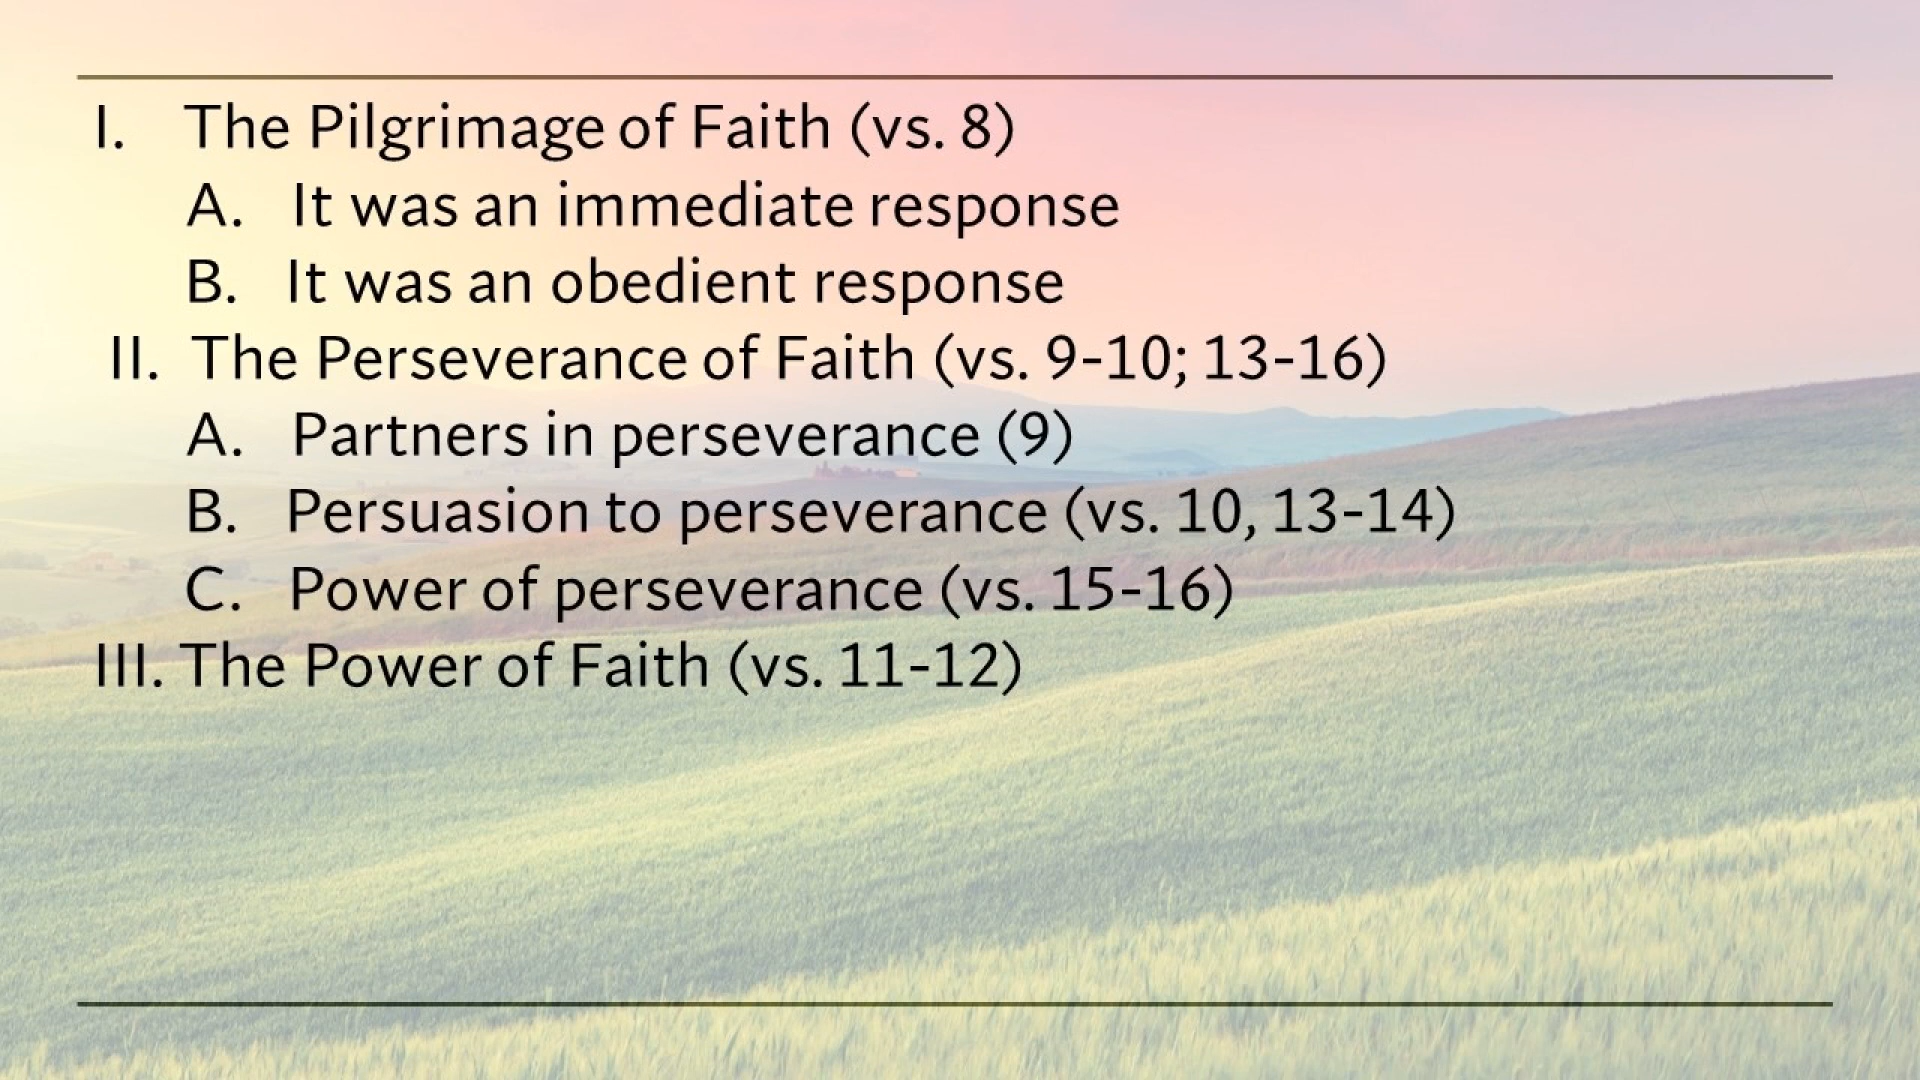 I. The Pilgrimage of Faith (vs. 8)
A. It was an immediate response
B. It was an obedient response
II. The Perseverance of Faith (vs. 9-10; 13-16)
A. Partners in perseverance (9)
B. Persuasion to perseverance (vs. 10, 13-14)
C. Power of perseverance (vs. 15-16)
III. The Power of Faith (vs. 11-12)